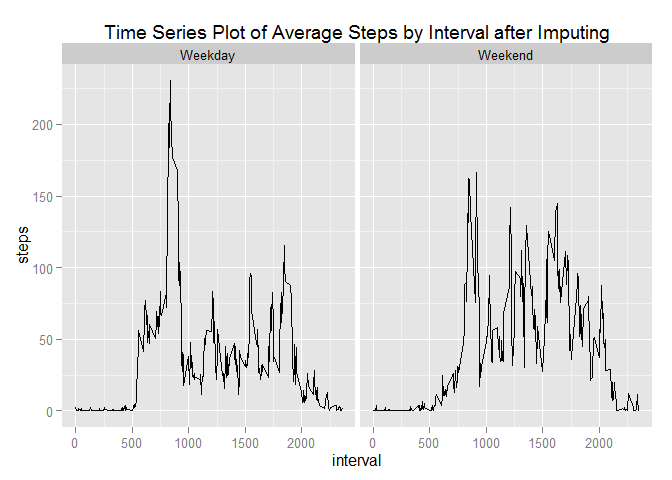 Time Series Plot of Average Steps by Interval after Imputing
Weekday Weekend
200
150
100
50
0
steps
0 500 1000 1500 2000 0 500 1000 1500 2000
interval